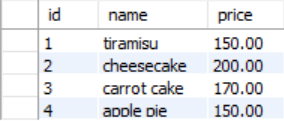 id name price
1 tiramisu 150.00
2 cheesecake 200.00
3 carrot cake 170.00
4 apple pie 150.00